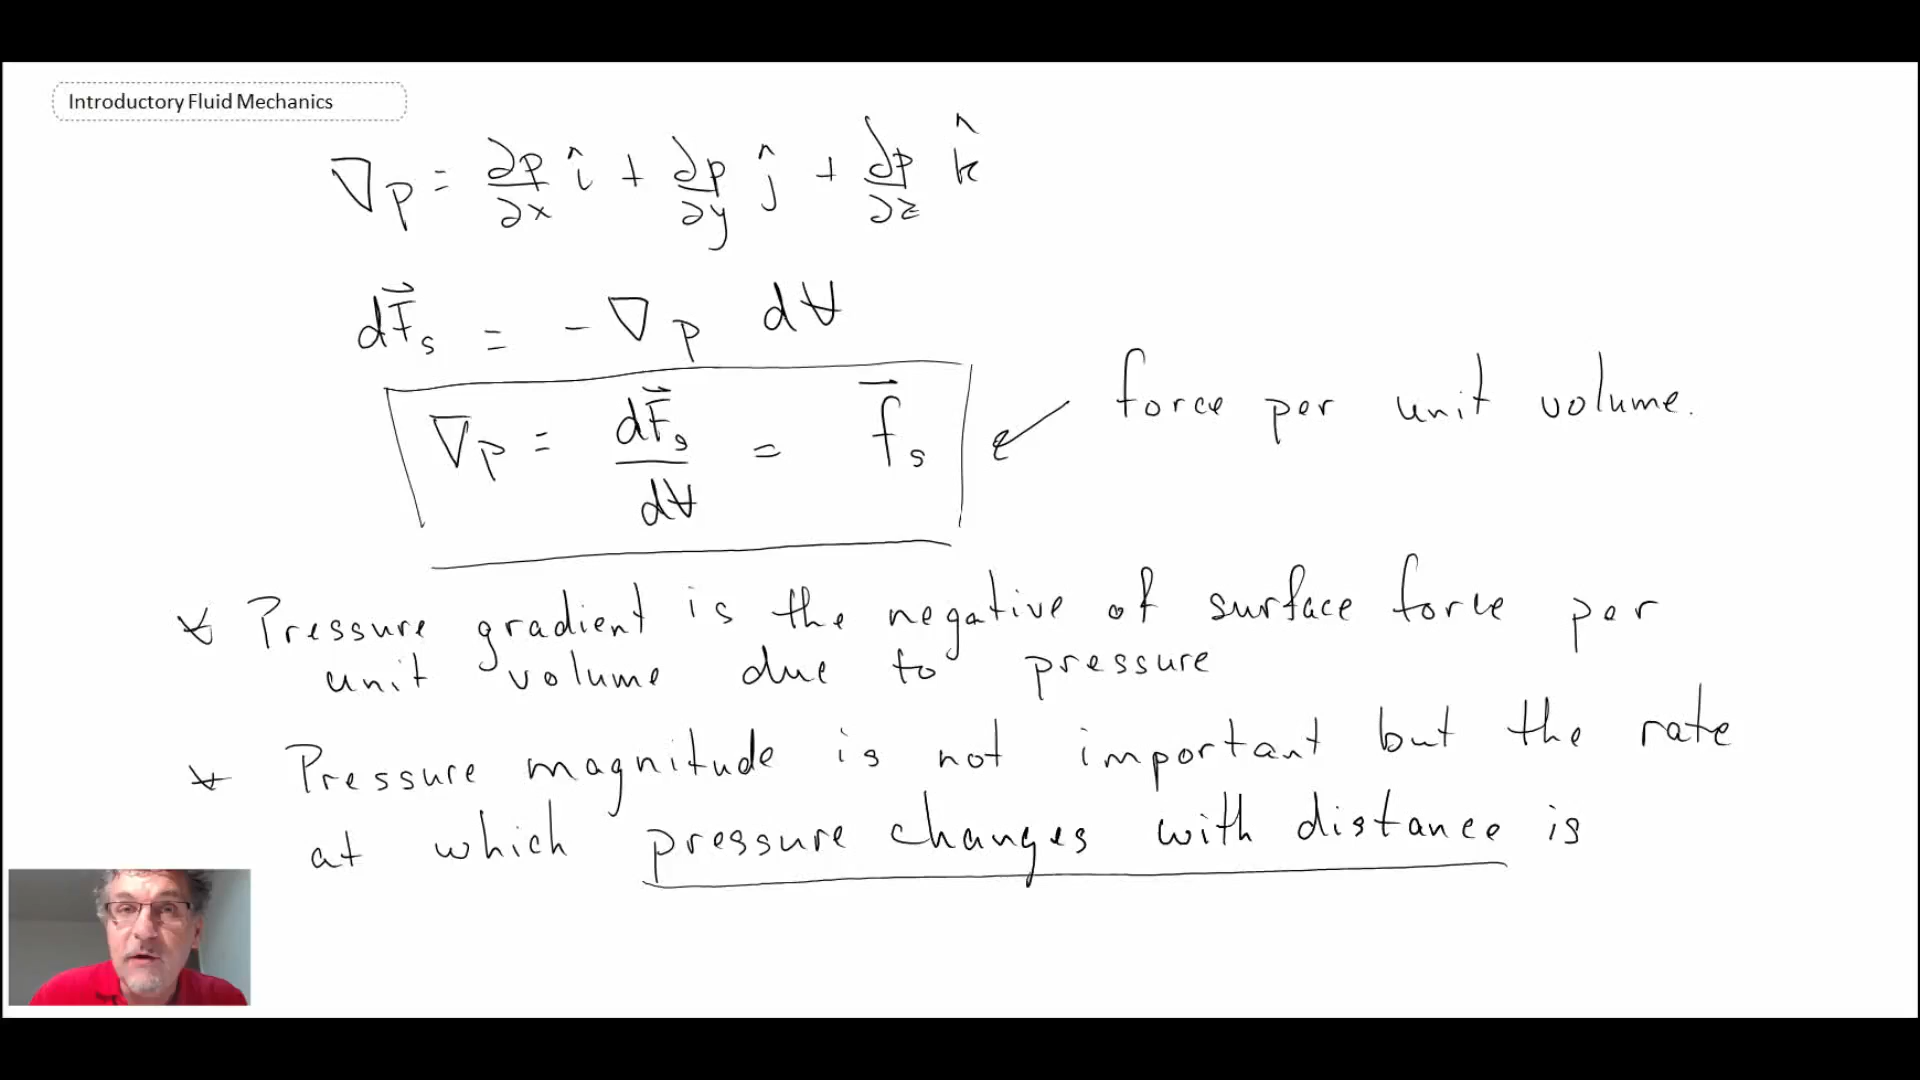 Introductory Fluid Mechanics
∇p = ∂p/∂x î + ∂p/∂y ĵ + ∂p/∂z k̂
dF⃗s = - ∇p dV̶
∇p = dF⃗s/dV̶ = f⃗s force per unit volume.
* Pressure gradient is the negative of surface force per
unit volume due to pressure
* Pressure magnitude is not important but the rate
at which pressure changes with distance is